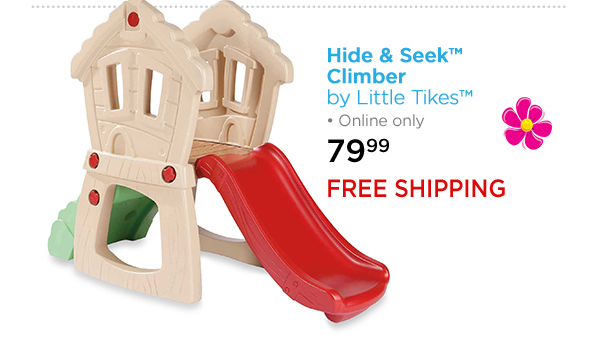 Hide & Seek™
Climber
by Little Tikes™
• Online only
79⁹⁹
FREE SHIPPING